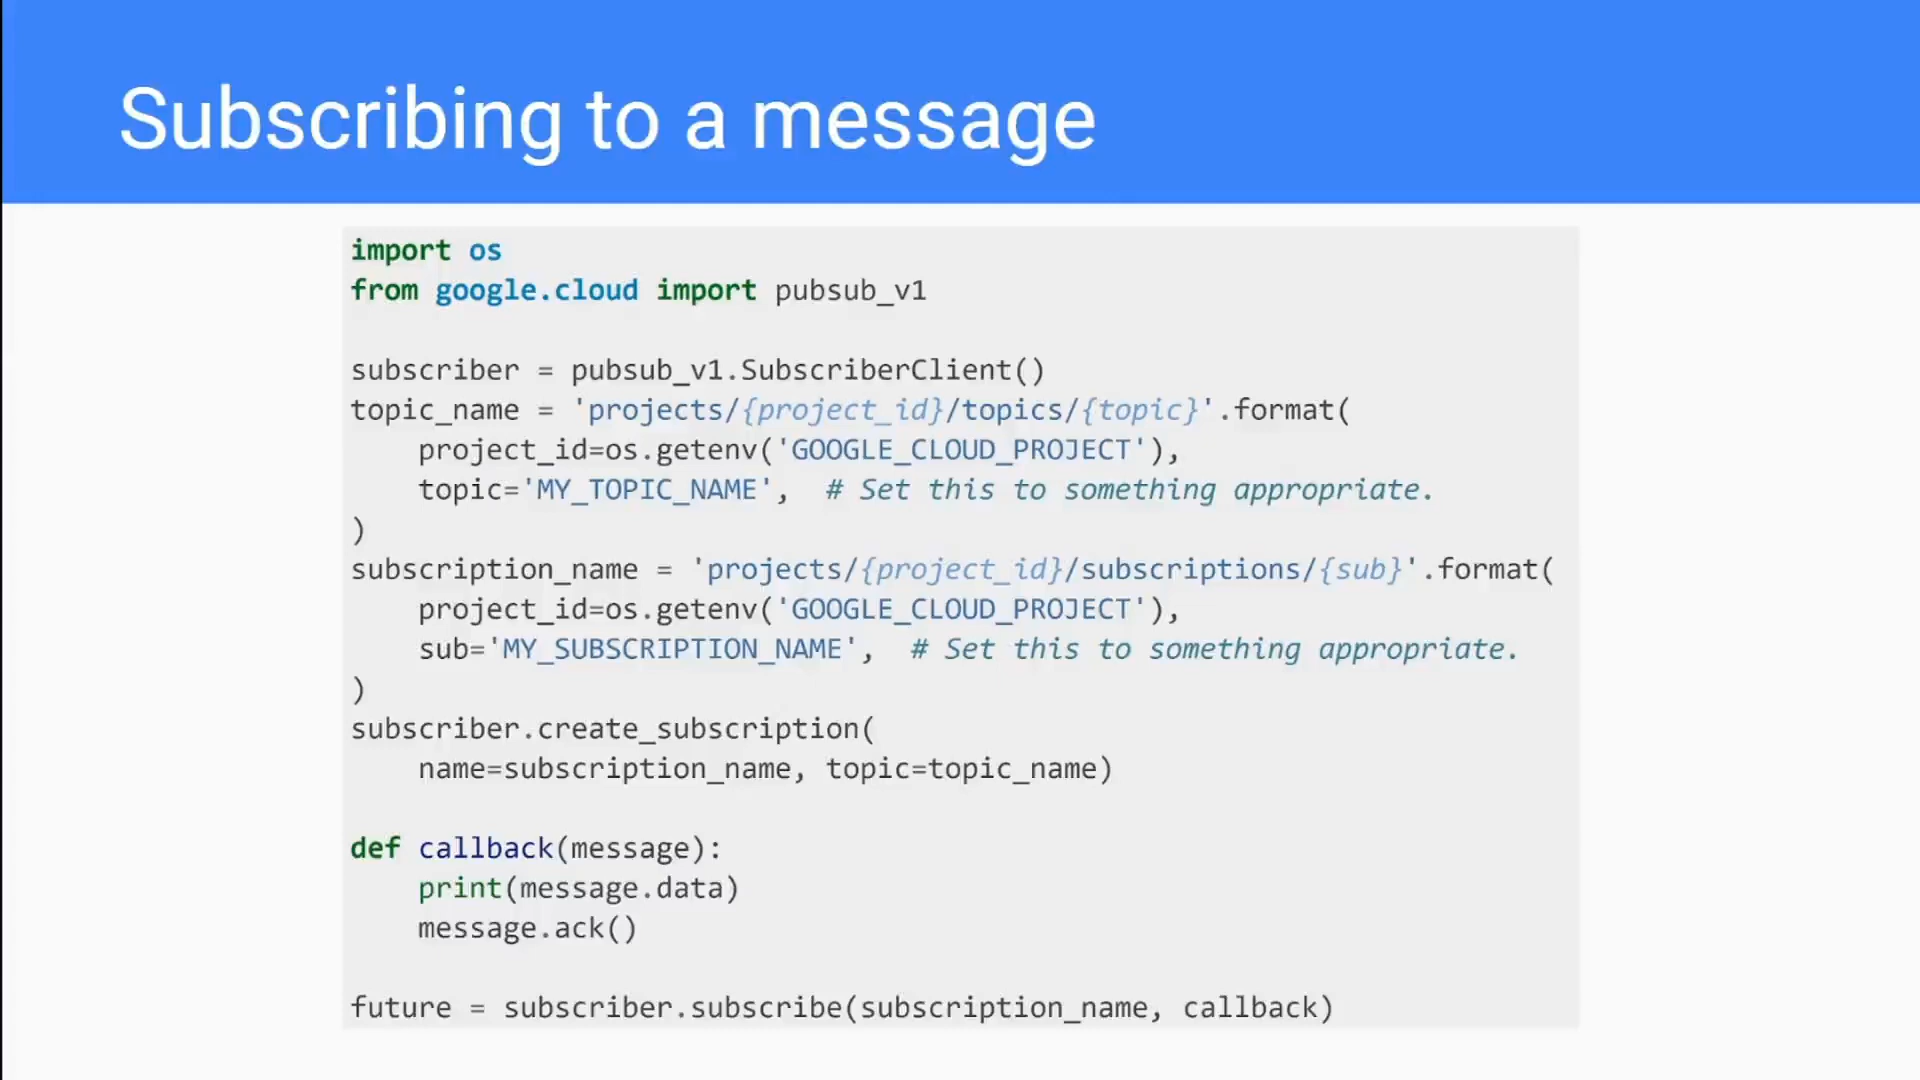 Subscribing to a message
import os
from google.cloud import pubsub_v1
subscriber = pubsub_v1.SubscriberClient()
topic_name = 'projects/{project_id}/topics/{topic}'.format(
    project_id=os.getenv('GOOGLE_CLOUD_PROJECT'),
    topic='MY_TOPIC_NAME',  # Set this to something appropriate.
)
subscription_name = 'projects/{project_id}/subscriptions/{sub}'.format(
    project_id=os.getenv('GOOGLE_CLOUD_PROJECT'),
    sub='MY_SUBSCRIPTION_NAME',  # Set this to something appropriate.
)
subscriber.create_subscription(
    name=subscription_name, topic=topic_name)
def callback(message):
    print(message.data)
    message.ack()
future = subscriber.subscribe(subscription_name, callback)